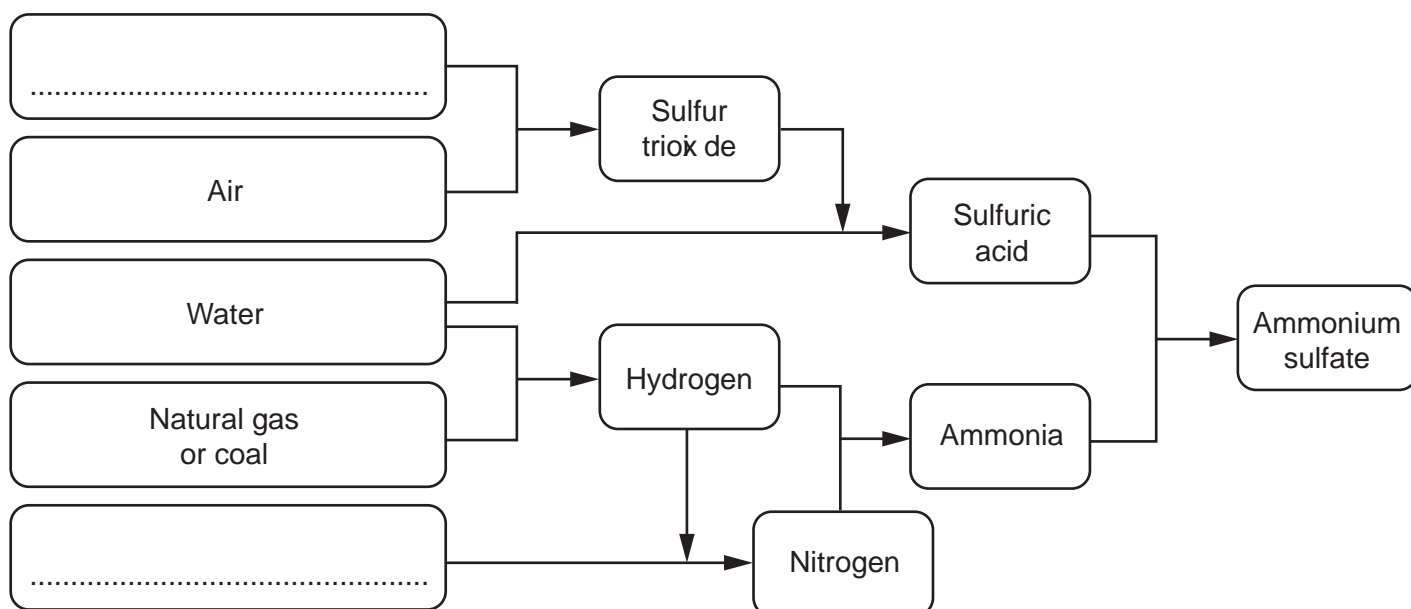 ..................................................
Air
Water
Natural gas
or coal
..................................................
Sulfur
triox de
Hydrogen
Nitrogen
Sulfuric
acid
Ammonia
Ammonium
sulfate